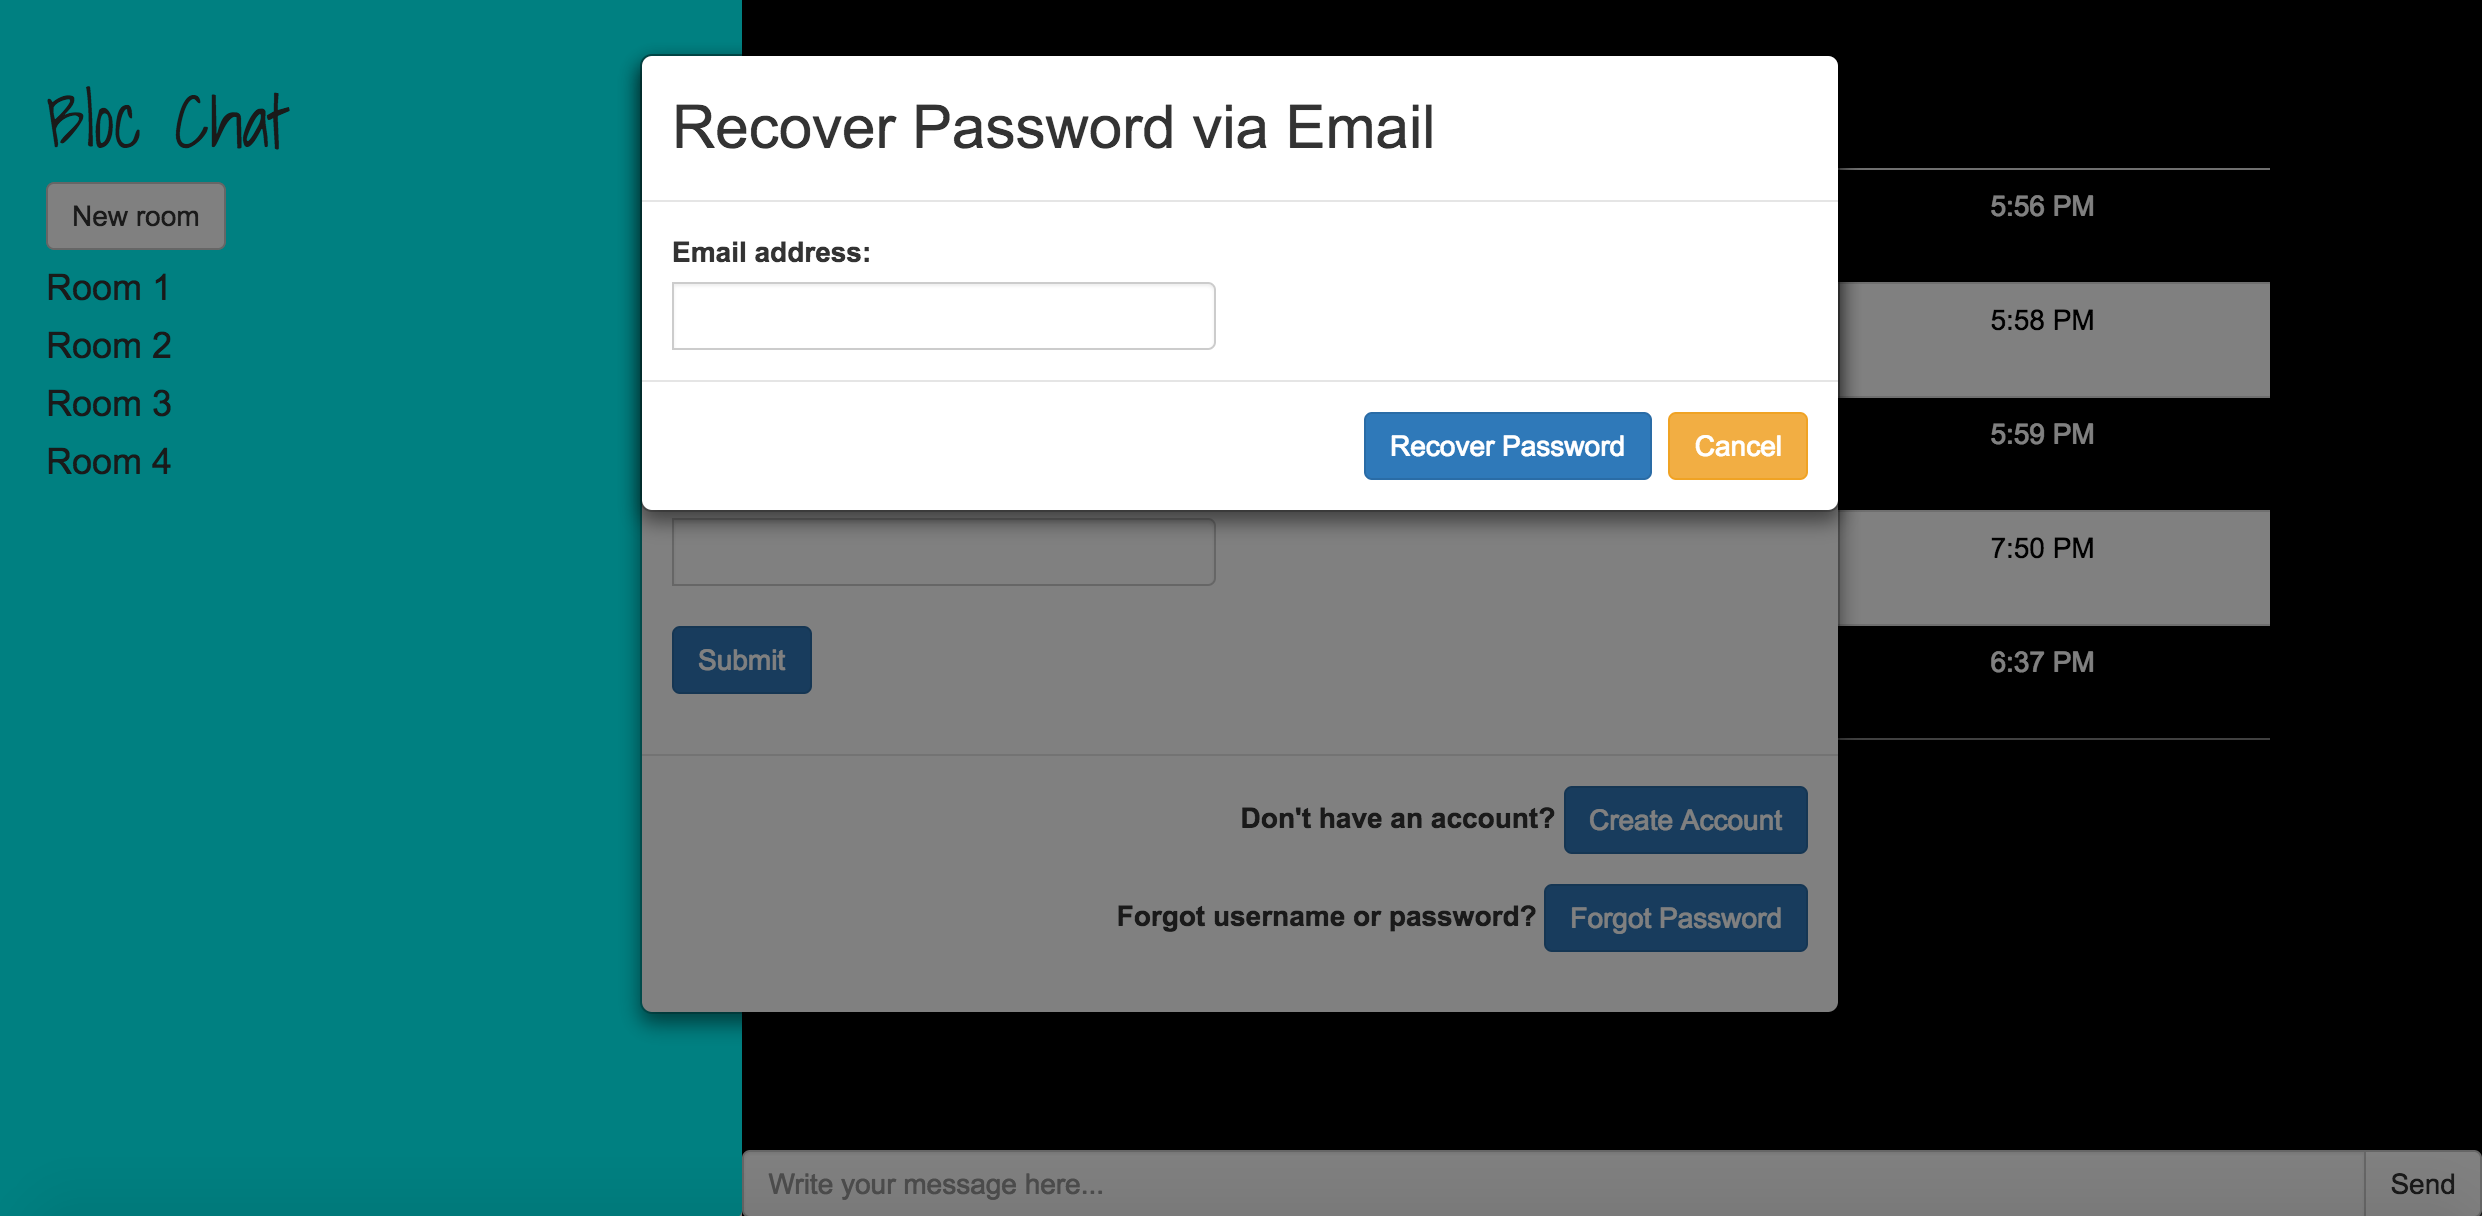 Bloc Chat
New room
Room 1
Room 2
Room 3
Room 4
Recover Password via Email
Email address:
Recover Password Cancel
Submit
Don't have an account? Create Account
Forgot username or password? Forgot Password
5:56 PM
5:58 PM
5:59 PM
7:50 PM
6:37 PM
Write your message here... Send